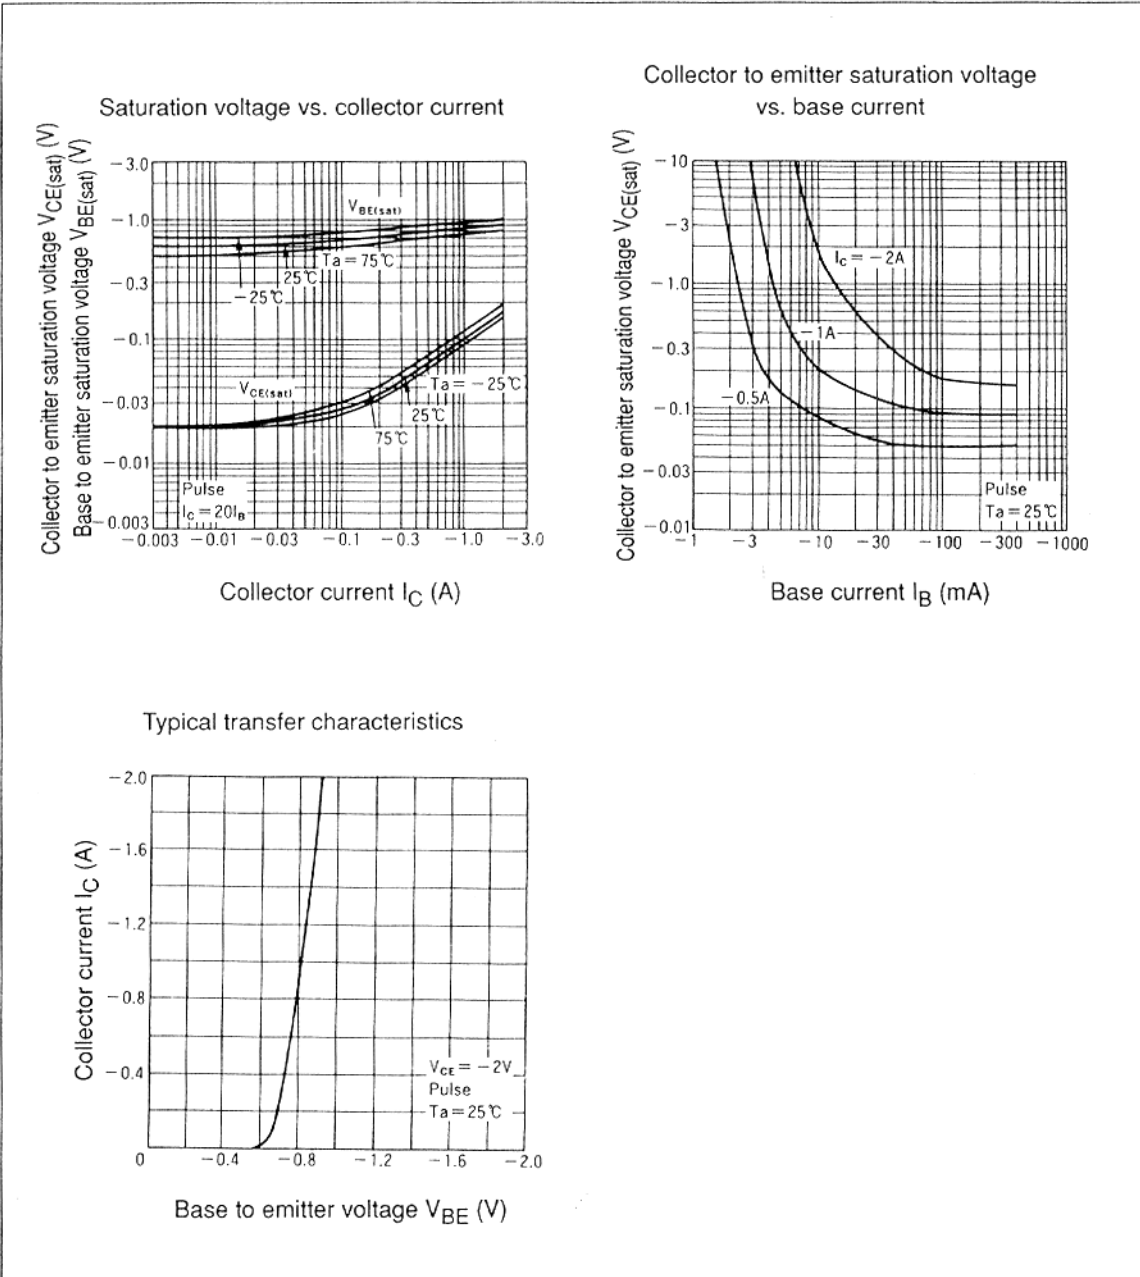 Saturation voltage vs. collector current
Collector to emitter saturation voltage VCE(sat) (V)
Base to emitter saturation voltage VBE(sat) (V)
−3.0
−1.0
−0.3
−0.1
−0.03
−0.01
−0.003
VBE(sat)
Ta=75℃
25℃
−25℃
VCE(sat)
Ta=−25℃
25℃
75℃
Pulse
IC=20IB
−0.003 −0.01 −0.03 −0.1 −0.3 −1.0 −3.0
Collector current IC (A)
Collector to emitter saturation voltage
vs. base current
Collector to emitter saturation voltage VCE(sat) (V)
−10
−3
−1.0
−0.3
−0.1
−0.03
−0.01
IC=−2A
−1A
−0.5A
Pulse
Ta=25℃
−1 −3 −10 −30 −100 −300 −1000
Base current IB (mA)
Typical transfer characteristics
Collector current IC (A)
−2.0
−1.6
−1.2
−0.8
−0.4
VCE=−2V
Pulse
Ta=25℃
0 −0.4 −0.8 −1.2 −1.6 −2.0
Base to emitter voltage VBE (V)